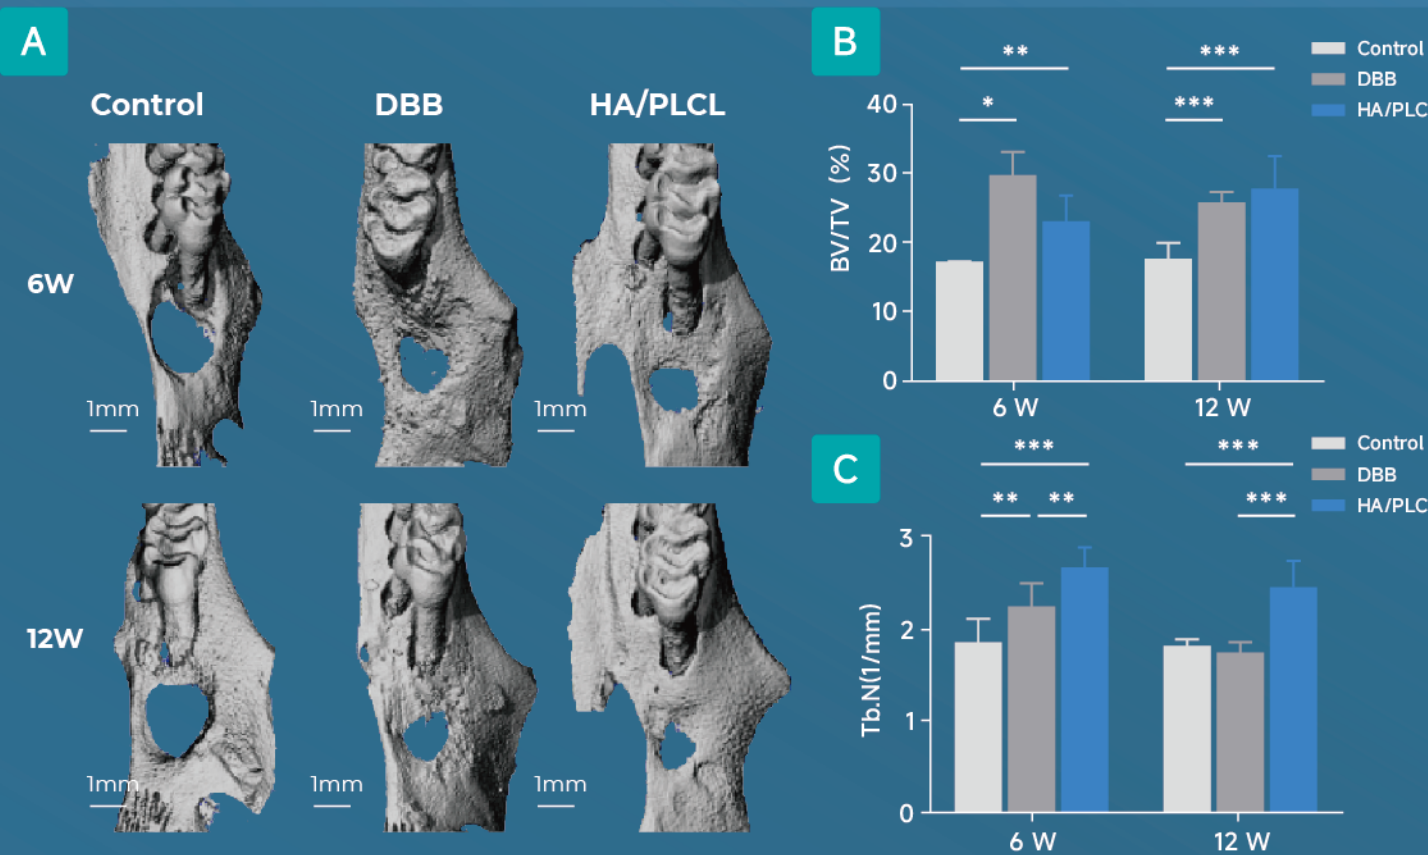 A
Control DBB HA/PLCL
6W
1mm 1mm 1mm
12W
1mm 1mm 1mm
B
** ***
* ***
Control
DBB
HA/PLC
BV/TV (%)
40
30
20
10
0
6 W 12 W
C
*** ***
** ** ***
Control
DBB
HA/PLC
Tb.N(1/mm)
3
2
1
0
6 W 12 W